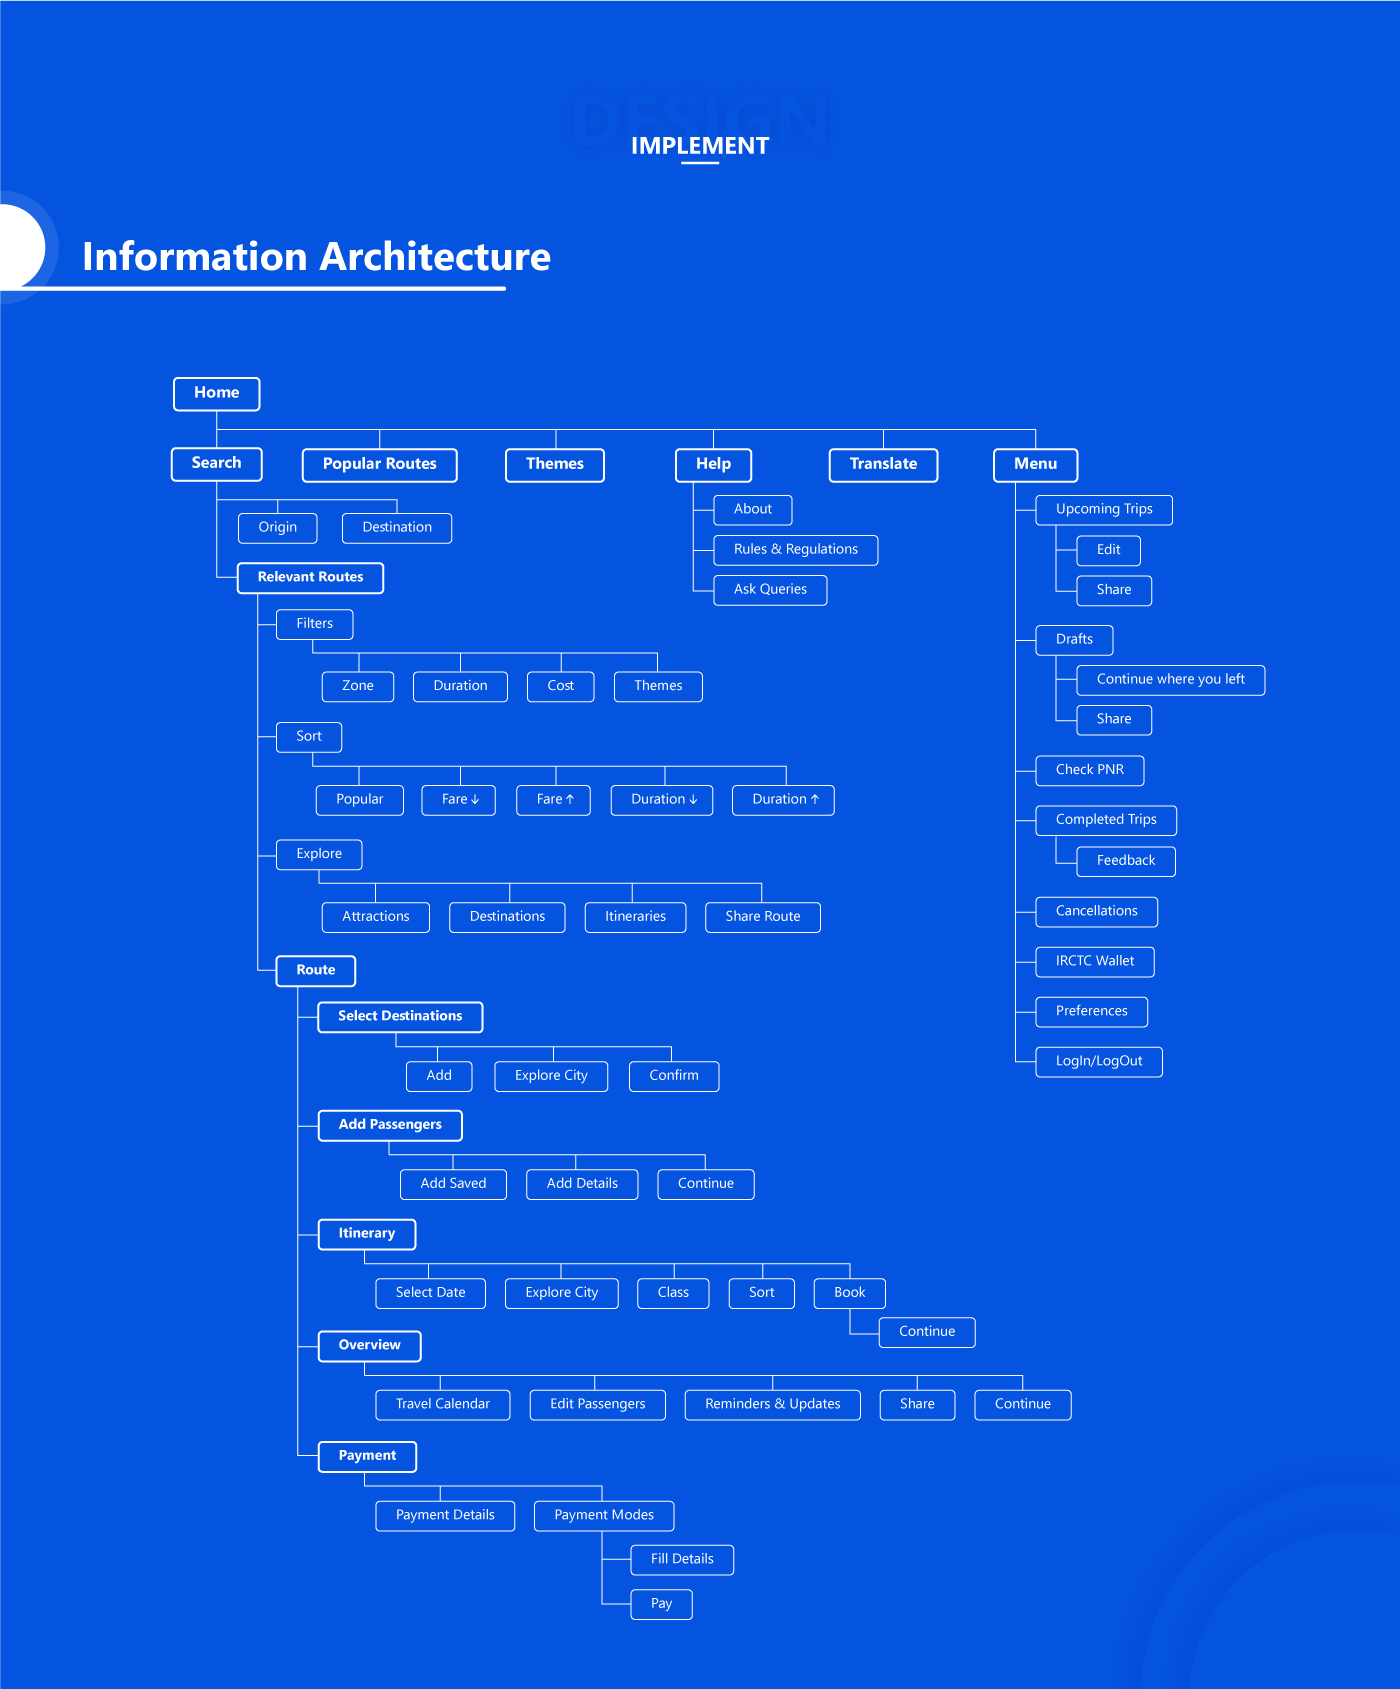 DESIGN
IMPLEMENT
Information Architecture
Home
Search
Popular Routes
Themes
Help
Translate
Menu
Origin
Destination
Relevant Routes
Filters
Zone
Duration
Cost
Themes
Sort
Popular
Fare ↓
Fare ↑
Duration ↓
Duration ↑
Explore
Attractions
Destinations
Itineraries
Share Route
Route
Select Destinations
Add
Explore City
Confirm
Add Passengers
Add Saved
Add Details
Continue
Itinerary
Select Date
Explore City
Class
Sort
Book
Continue
Overview
Travel Calendar
Edit Passengers
Reminders & Updates
Share
Continue
Payment
Payment Details
Payment Modes
Fill Details
Pay
About
Rules & Regulations
Ask Queries
Upcoming Trips
Edit
Share
Drafts
Continue where you left
Share
Check PNR
Completed Trips
Feedback
Cancellations
IRCTC Wallet
Preferences
LogIn/LogOut